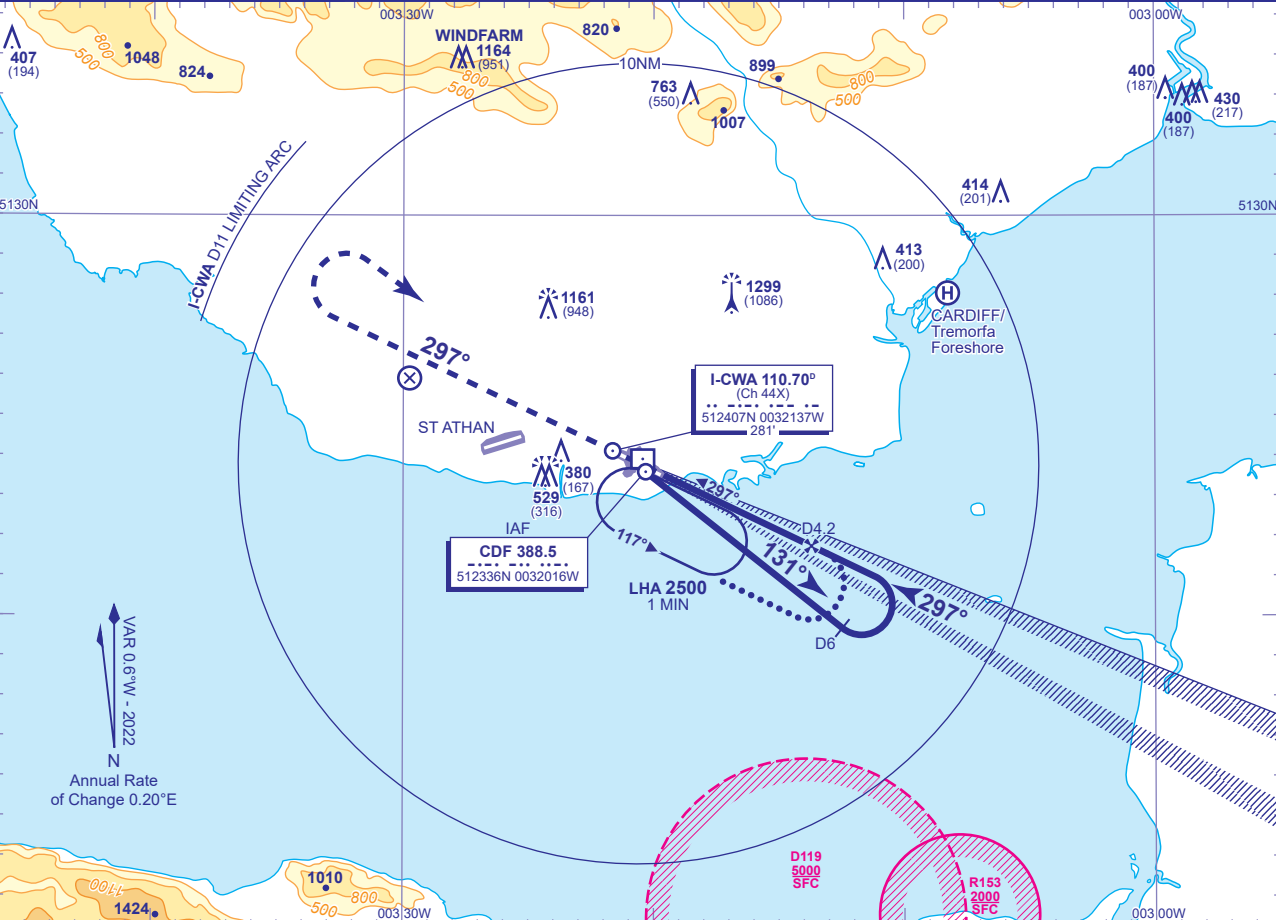 003 30W
003 00W
407
(194)
800
500
1048
824
WINDFARM
1164
(951)
800
500
820
10NM
763
(550)
1007
899
800
500
400
(187)
400
(187)
430
(217)
5130N
5130N
I-CWA D11 LIMITING ARC
414
(201)
413
(200)
H
CARDIFF/
Tremorfa
Foreshore
1161
(948)
1299
(1086)
297°
I-CWA 110.70D
(Ch 44X)
512407N 0032137W
281'
ST ATHAN
380
(167)
529
(316)
297°
IAF
CDF 388.5
512336N 0032016W
117°
D4.2
131°
LHA 2500
1 MIN
297°
D6
VAR 0.6°W - 2022
N
Annual Rate
of Change 0.20°E
D119
5000
SFC
R153
2000
SFC
1100
1424
1010
800
500
003 30W
003 00W